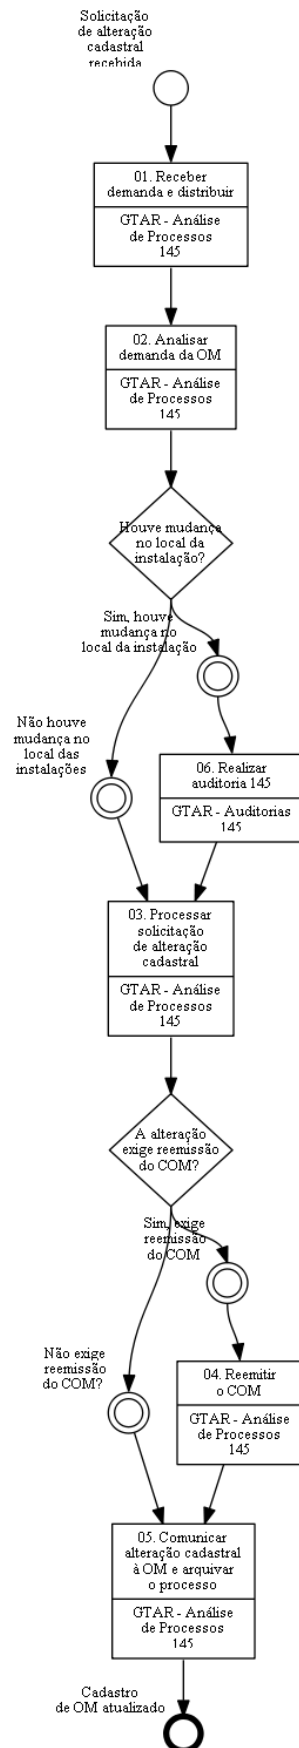 Solicitação
de alteração
cadastral
recebida
01. Receber
demanda e distribuir
GTAR - Análise
de Processos
145
02. Analisar
demanda da OM
GTAR - Análise
de Processos
145
Houve mudança
no local da
instalação?
Sim, houve
mudança no
local da instalação
Não houve
mudança no
local das
instalações
06. Realizar
auditoria 145
GTAR - Auditorias
145
03. Processar
solicitação
de alteração
cadastral
GTAR - Análise
de Processos
145
A alteração
exige reemissão
do COM?
Sim, exige
reemissão
do COM
Não exige
reemissão
do COM?
04. Reemitir
o COM
GTAR - Análise
de Processos
145
05. Comunicar
alteração cadastral
à OM e arquivar
o processo
GTAR - Análise
de Processos
145
Cadastro
de OM atualizado